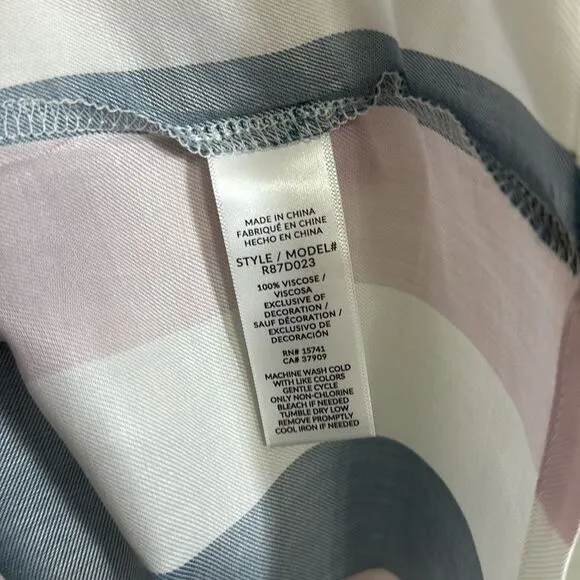 MADE IN CHINA
FABRIQUÉ EN CHINE
HECHO EN CHINA
STYLE / MODEL#
R87D023
100% VISCOSE /
VISCOSA
EXCLUSIVE OF
DECORATION /
SAUF DÉCORATION /
EXCLUSIVO DE
DECORACIÓN
RN# 15741
CA# 37909
MACHINE WASH COLD
WITH LIKE COLORS
GENTLE CYCLE
ONLY NON-CHLORINE
BLEACH IF NEEDED
TUMBLE DRY LOW
REMOVE PROMPTLY
COOL IRON IF NEEDED